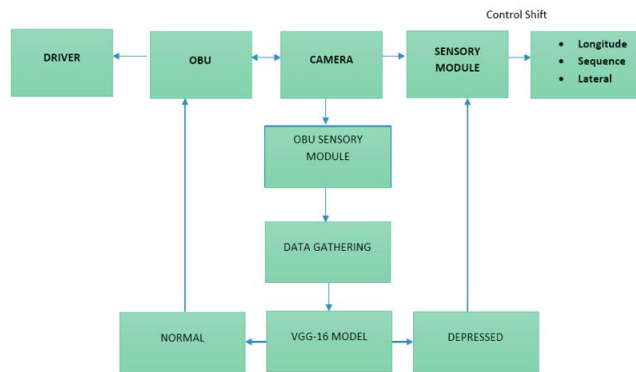 Control Shift
DRIVER
OBU
CAMERA
SENSORY
MODULE
• Longitude
• Sequence
• Lateral
OBU SENSORY
MODULE
DATA GATHERING
NORMAL
VGG-16 MODEL
DEPRESSED